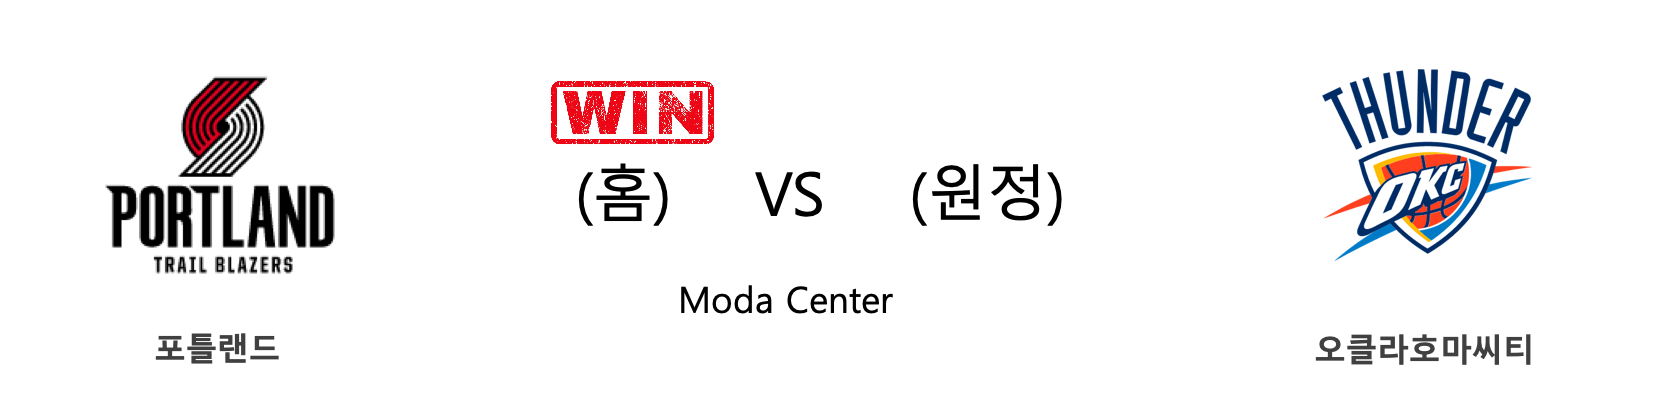 WIN
THUNDER
OKC
PORTLAND
TRAIL BLAZERS
(홈) VS (원정)
Moda Center
포틀랜드
오클라호마씨티